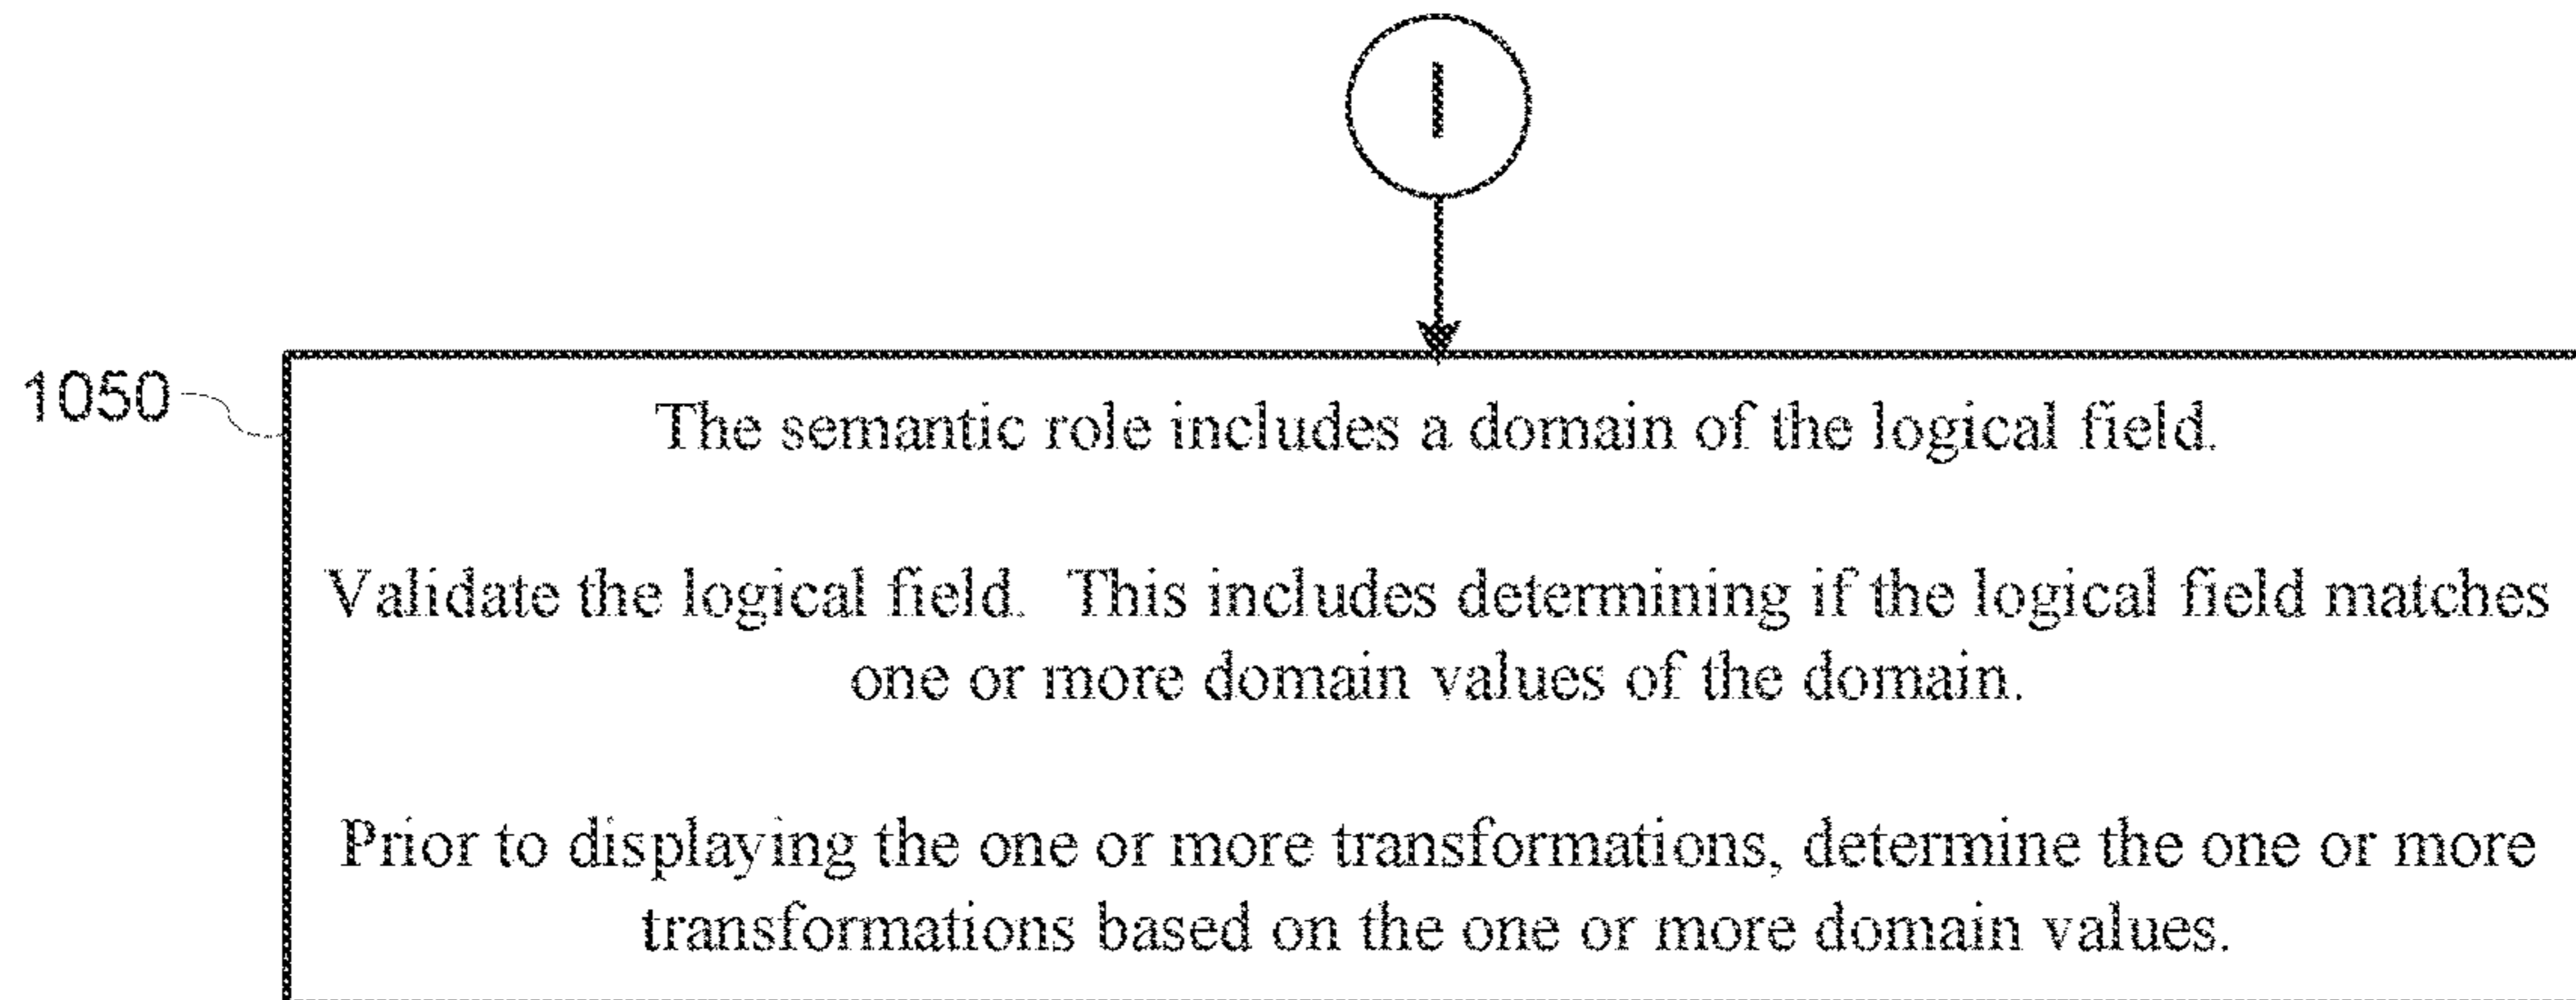 I
1050
The semantic role includes a domain of the logical field.
Validate the logical field.  This includes determining if the logical field matches
one or more domain values of the domain.
Prior to displaying the one or more transformations, determine the one or more
transformations based on the one or more domain values.